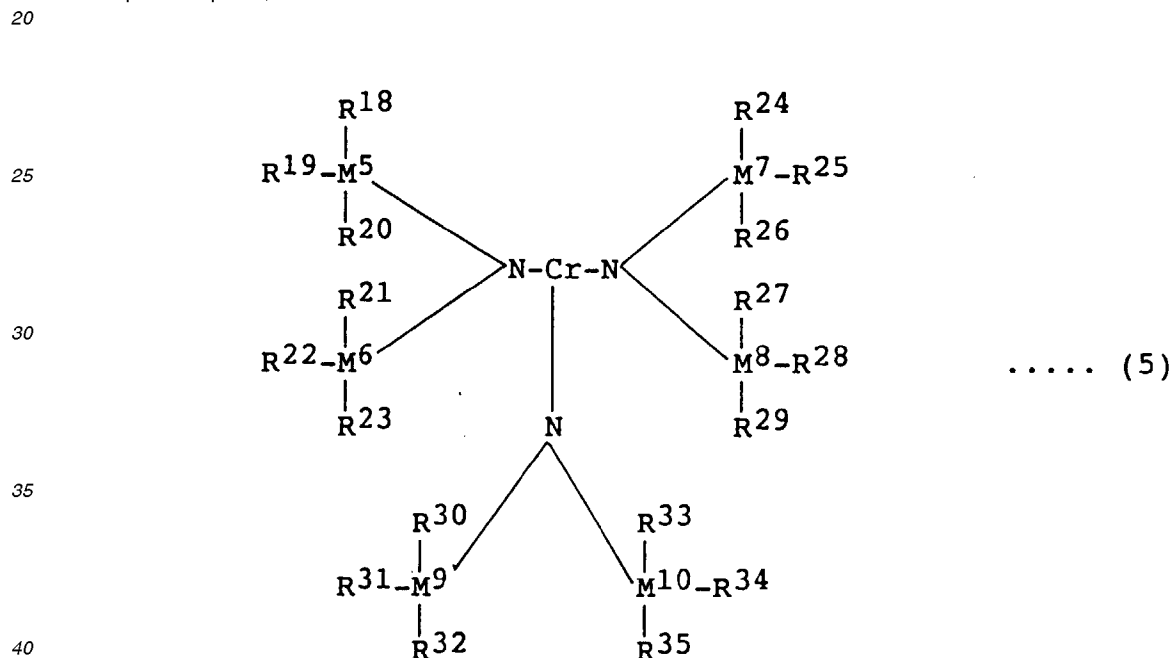 20
R18 R24
25 R19-M5 M7-R25
R20 R26
N-Cr-N
R21 R27
30 R22-M6 M8-R28 ..... (5)
R23 N R29
35
R30 R33
R31-M9 M10-R34
R32 R35
40